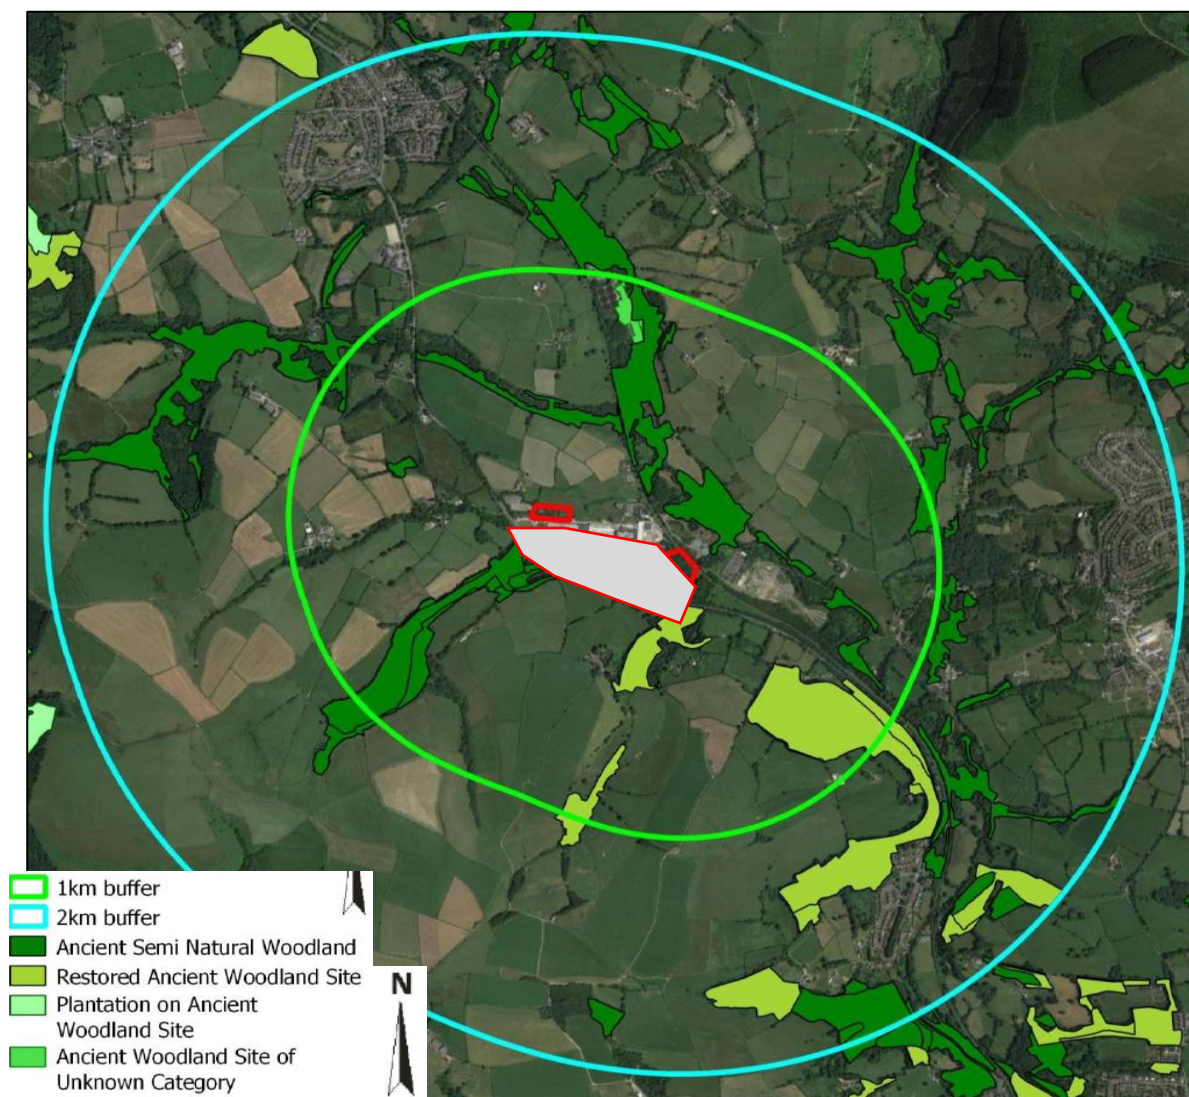 1km buffer
2km buffer
Ancient Semi Natural Woodland
Restored Ancient Woodland Site
Plantation on Ancient
Woodland Site
Ancient Woodland Site of
Unknown Category
N